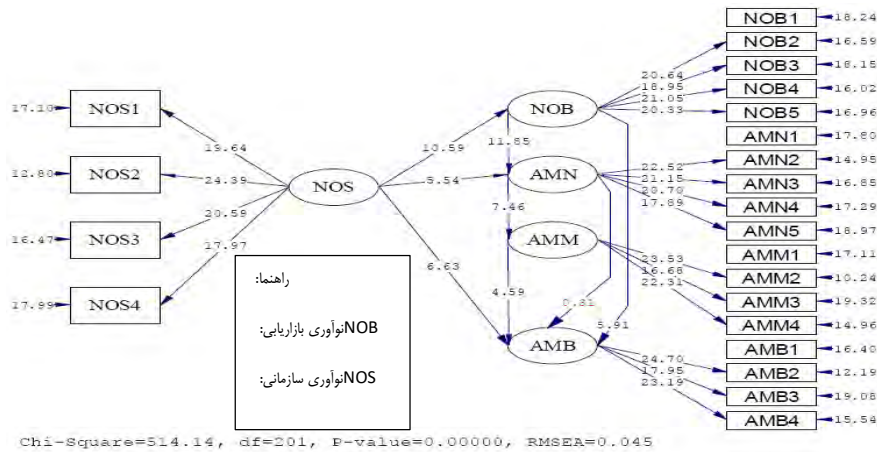 NOB1
18.24
NOB2
16.59
NOB3
18.15
NOB4
16.02
NOB5
16.96
AMN1
17.80
AMN2
14.95
AMN3
16.85
AMN4
17.29
AMN5
18.97
AMM1
17.11
AMM2
10.24
AMM3
19.32
AMM4
14.96
AMB1
16.40
AMB2
12.19
AMB3
19.08
AMB4
15.54
20.64
18.95
21.05
20.33
22.52
21.15
20.70
17.89
23.53
16.68
22.31
24.70
17.95
23.19
NOB
AMN
AMM
AMB
11.85
7.46
4.59
0.81
5.91
10.59
5.54
6.63
NOS
19.64
24.39
20.59
17.97
17.10
NOS1
12.80
NOS2
16.47
NOS3
17.99
NOS4
راهنما:
NOBنوآوری بازاریابی:
NOSنوآوری سازمانی:
Chi-Square=514.14, df=201, P-value=0.00000, RMSEA=0.045